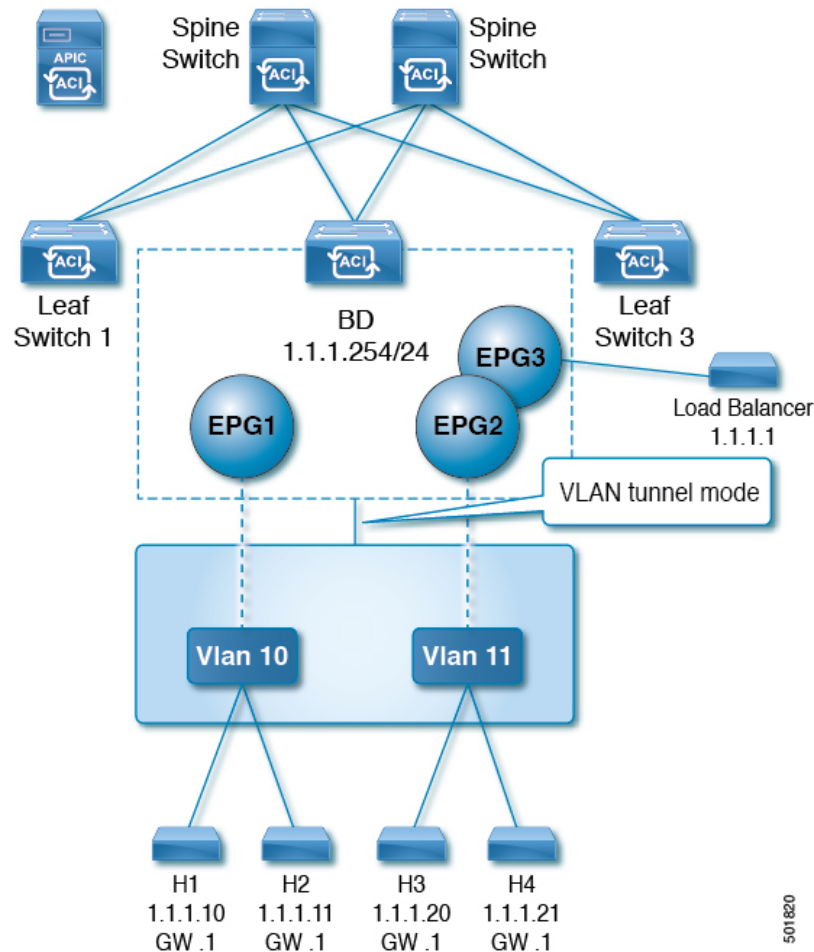 Spine
Switch
Spine
Switch
APIC
ACI
ACI
ACI
ACI
ACI
ACI
Leaf
Switch 1
BD
1.1.1.254/24
Leaf
Switch 3
EPG3
EPG1
EPG2
Load Balancer
1.1.1.1
VLAN tunnel mode
Vlan 10
Vlan 11
H1
1.1.1.10
GW .1
H2
1.1.1.11
GW .1
H3
1.1.1.20
GW .1
H4
1.1.1.21
GW .1
501820